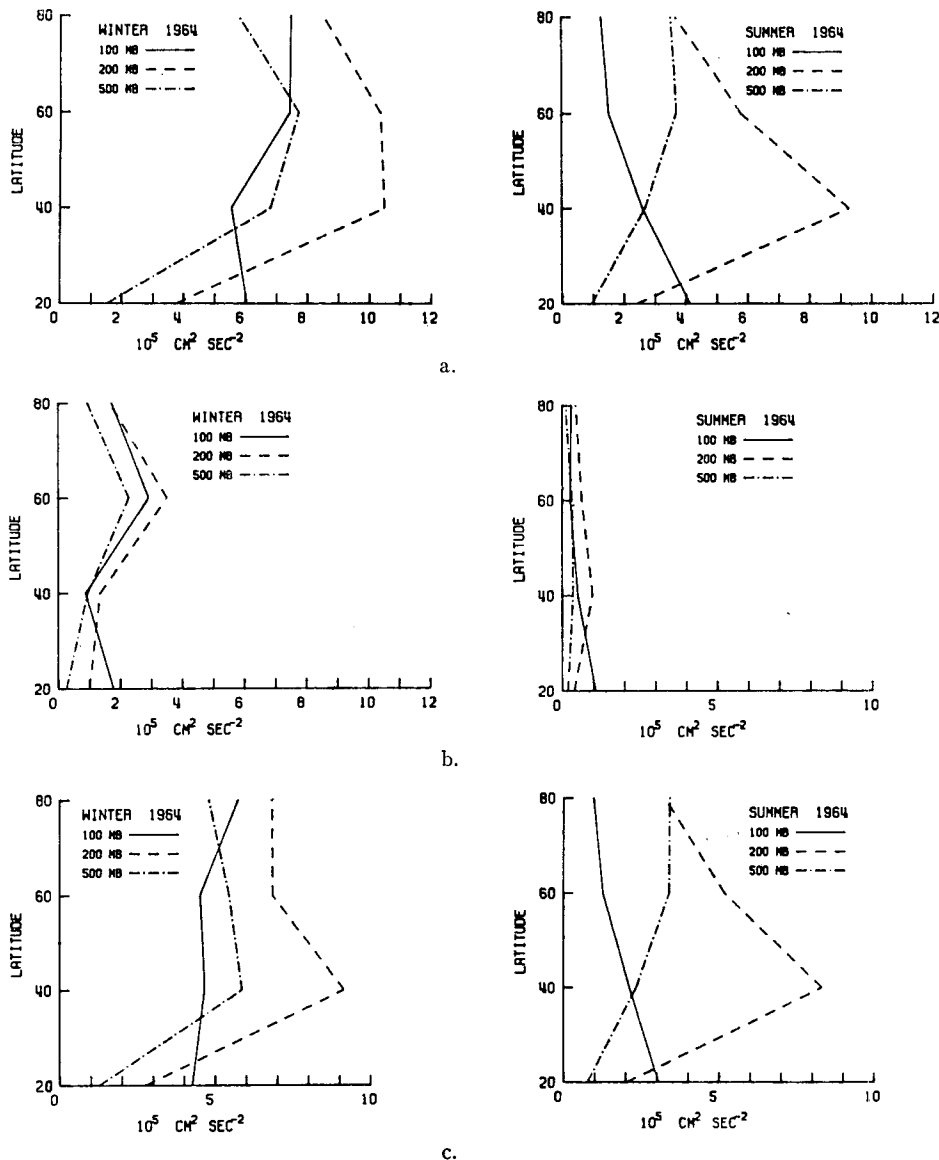 WINTER 1964
100 MB
200 MB
500 MB
LATITUDE
80
60
40
20
0 2 4 6 8 10 12
10⁵ CM² SEC⁻²
SUMMER 1964
100 MB
200 MB
500 MB
LATITUDE
80
60
40
20
0 2 4 6 8 10 12
10⁵ CM² SEC⁻²
a.
WINTER 1964
100 MB
200 MB
500 MB
LATITUDE
80
60
40
20
0 2 4 6 8 10 12
10⁵ CM² SEC⁻²
SUMMER 1964
100 MB
200 MB
500 MB
LATITUDE
80
60
40
20
0 5 10
10⁵ CM² SEC⁻²
b.
WINTER 1964
100 MB
200 MB
500 MB
LATITUDE
80
60
40
20
0 5 10
10⁵ CM² SEC⁻²
SUMMER 1964
100 MB
200 MB
500 MB
LATITUDE
80
60
40
20
0 5 10
10⁵ CM² SEC⁻²
c.